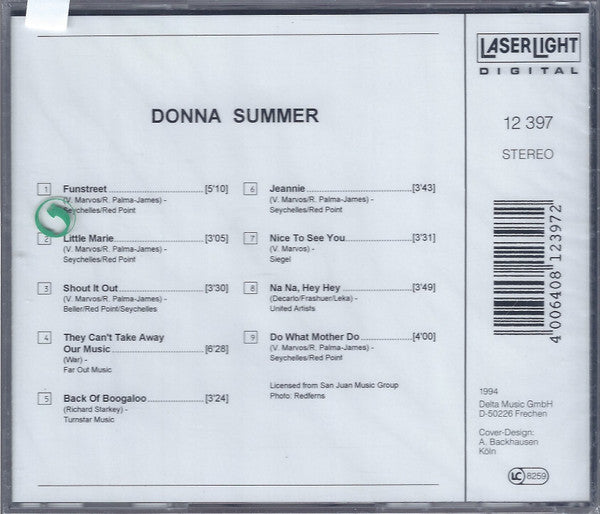 DONNA SUMMER
1 Funstreet [5'10]
(V. Marvos/R. Palma-James) -
Seychelles/Red Point
2 Little Marie [3'05]
(V. Marvos/R. Palma-James) -
Seychelles/Red Point
3 Shout It Out [3'30]
(V. Marvos/R. Palma-James) -
Beller/Red Point/Seychelles
4 They Can't Take Away
Our Music [6'28]
(War) -
Far Out Music
5 Back Of Boogaloo [3'24]
(Richard Starkey) -
Turnstar Music
6 Jeannie [3'43]
(V. Marvos/R. Palma-James) -
Seychelles/Red Point
7 Nice To See You [3'31]
(V. Marvos) -
Siegel
8 Na Na, Hey Hey [3'49]
(Decarlo/Frashuer/Leka) -
United Artists
9 Do What Mother Do [4'00]
(V. Marvos/R. Palma-James) -
Seychelles/Red Point
Licensed from San Juan Music Group
Photo: Redferns
LASERLIGHT
DIGITAL
12 397
STEREO
4 006408 123972
1994
Delta Music GmbH
D-50226 Frechen
Cover-Design:
A. Backhausen
Köln
LC 8259